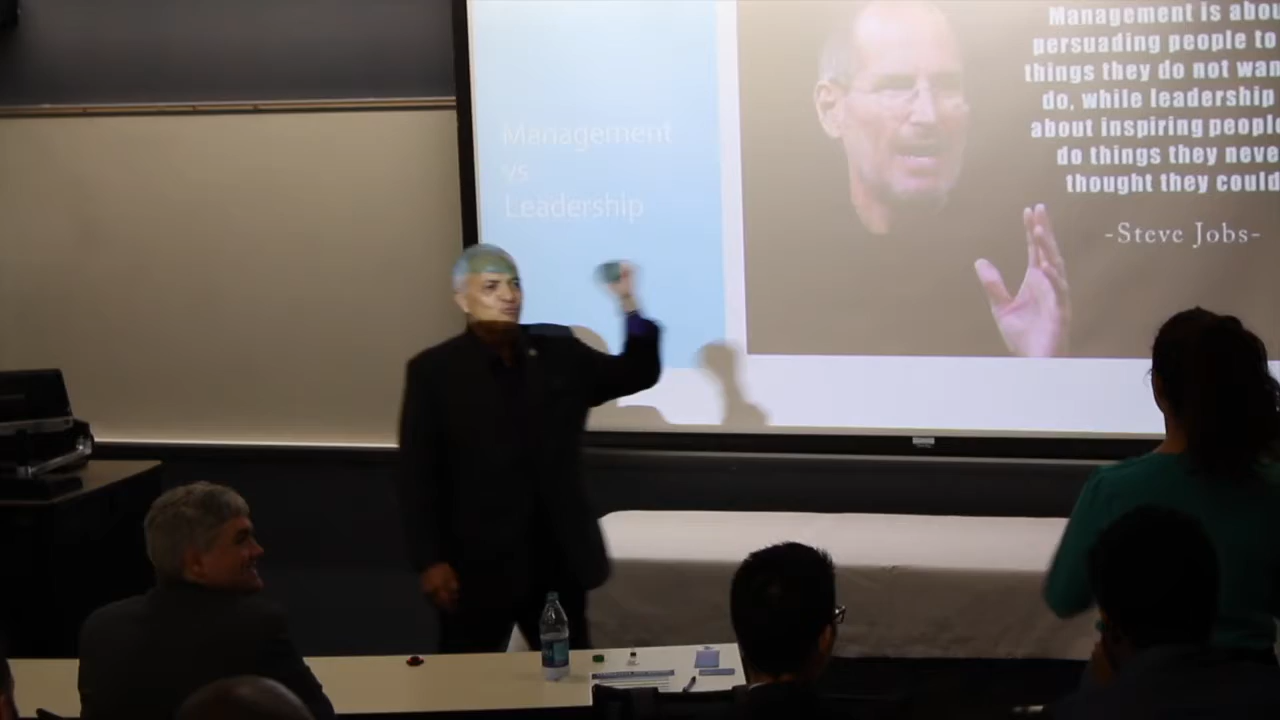 Management
vs
Leadership
Management is abou
persuading people to
things they do not wan
do, while leadership
about inspiring people
do things they neve
thought they could
-Steve Jobs-